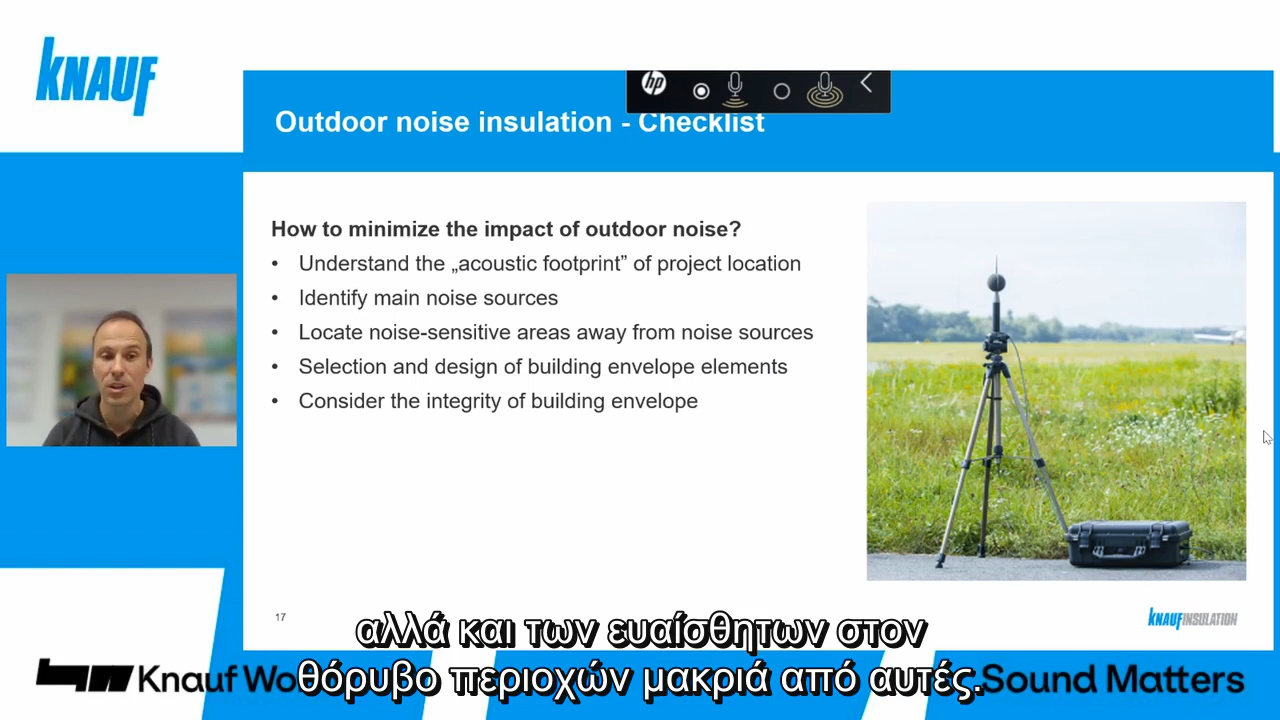 KNAUF
hp
Outdoor noise insulation - Checklist
How to minimize the impact of outdoor noise?
• Understand the „acoustic footprint” of project location
• Identify main noise sources
• Locate noise-sensitive areas away from noise sources
• Selection and design of building envelope elements
• Consider the integrity of building envelope
17
KNAUFINSULATION
αλλά και των ευαίσθητων στον
θόρυβο περιοχών μακριά από αυτές.
Knauf
Sound Matters